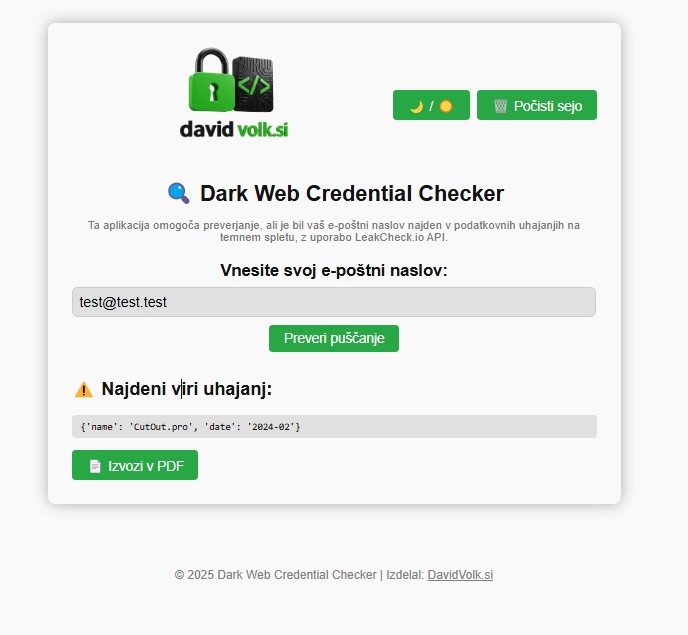 </>
david volk.si
🌙 / ☀️
🗑️ Počisti sejo
🔍 Dark Web Credential Checker
Ta aplikacija omogoča preverjanje, ali je bil vaš e-poštni naslov najden v podatkovnih uhajanjih na
temnem spletu, z uporabo LeakCheck.io API.
Vnesite svoj e-poštni naslov:
test@test.test
Preveri puščanje
⚠️ Najdeni viri uhajanj:
{'name': 'CutOut.pro', 'date': '2024-02'}
📄 Izvozi v PDF
© 2025 Dark Web Credential Checker | Izdelal: DavidVolk.si